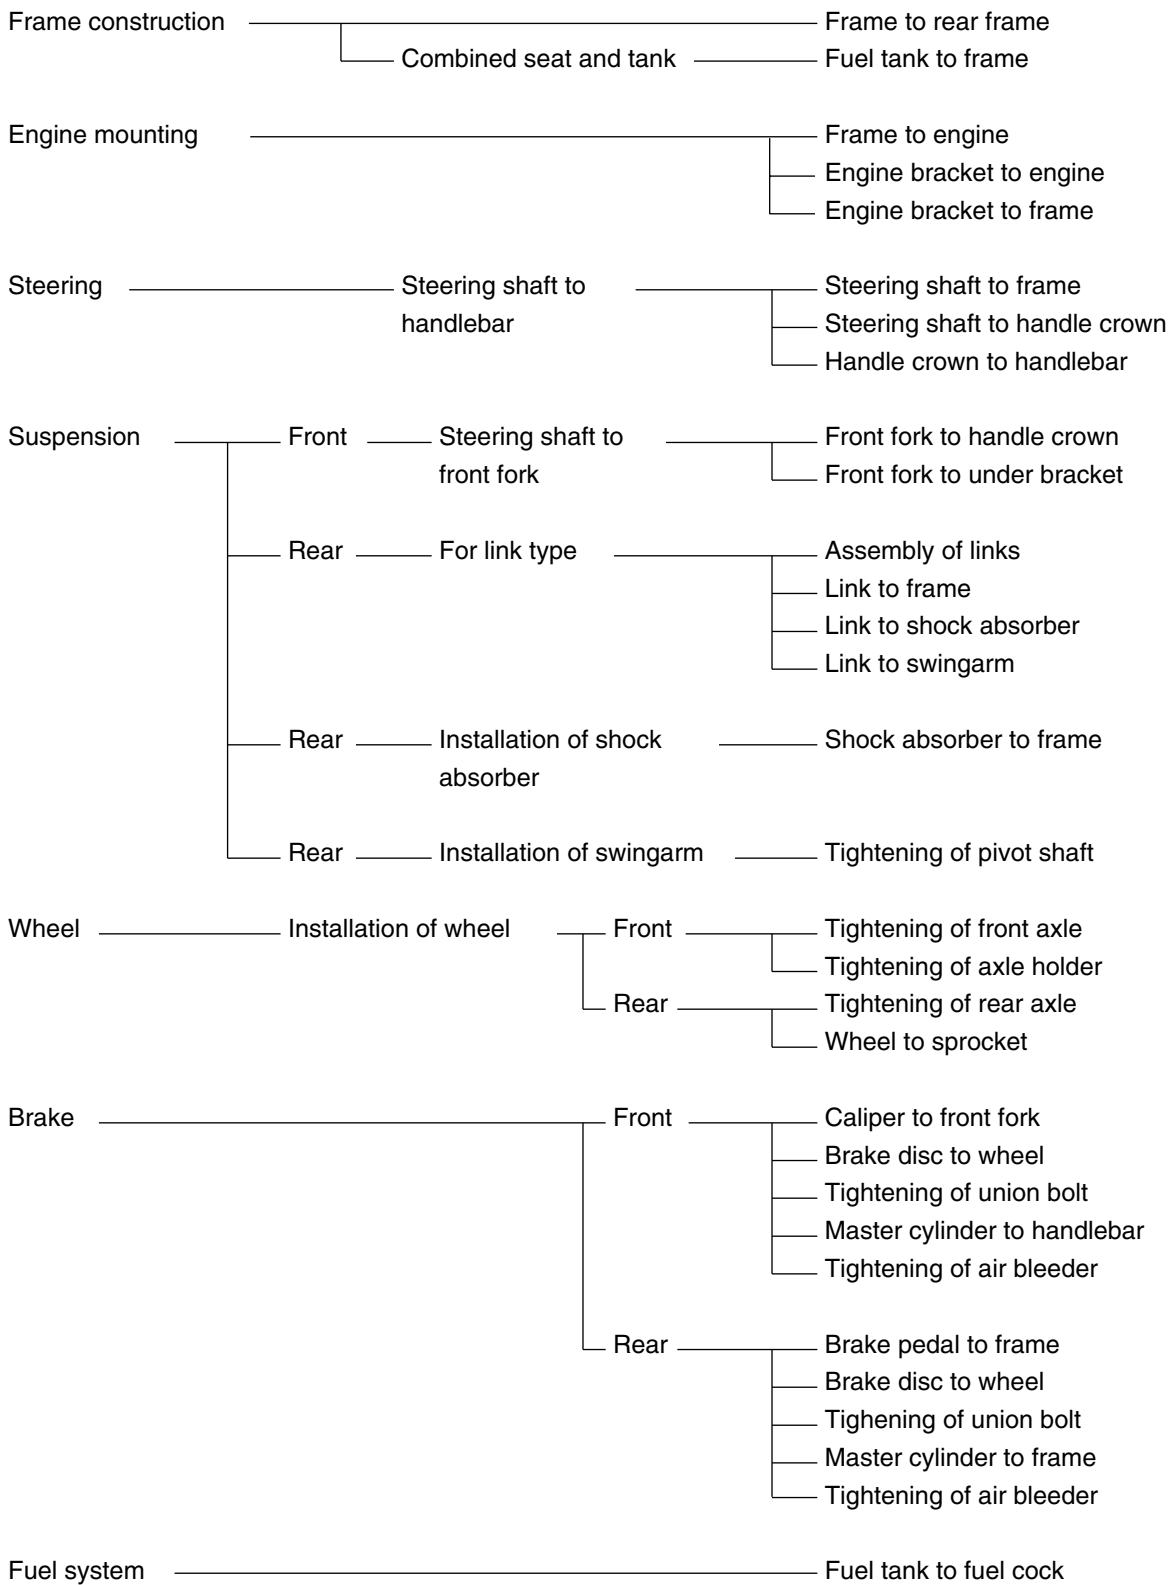 Frame construction Frame to rear frame
Combined seat and tank Fuel tank to frame
Engine mounting Frame to engine
Engine bracket to engine
Engine bracket to frame
Steering Steering shaft to Steering shaft to frame
handlebar Steering shaft to handle crown
Handle crown to handlebar
Suspension Front Steering shaft to Front fork to handle crown
front fork Front fork to under bracket
Rear For link type Assembly of links
Link to frame
Link to shock absorber
Link to swingarm
Rear Installation of shock Shock absorber to frame
absorber
Rear Installation of swingarm Tightening of pivot shaft
Wheel Installation of wheel Front Tightening of front axle
Tightening of axle holder
Rear Tightening of rear axle
Wheel to sprocket
Brake Front Caliper to front fork
Brake disc to wheel
Tightening of union bolt
Master cylinder to handlebar
Tightening of air bleeder
Rear Brake pedal to frame
Brake disc to wheel
Tighening of union bolt
Master cylinder to frame
Tightening of air bleeder
Fuel system Fuel tank to fuel cock